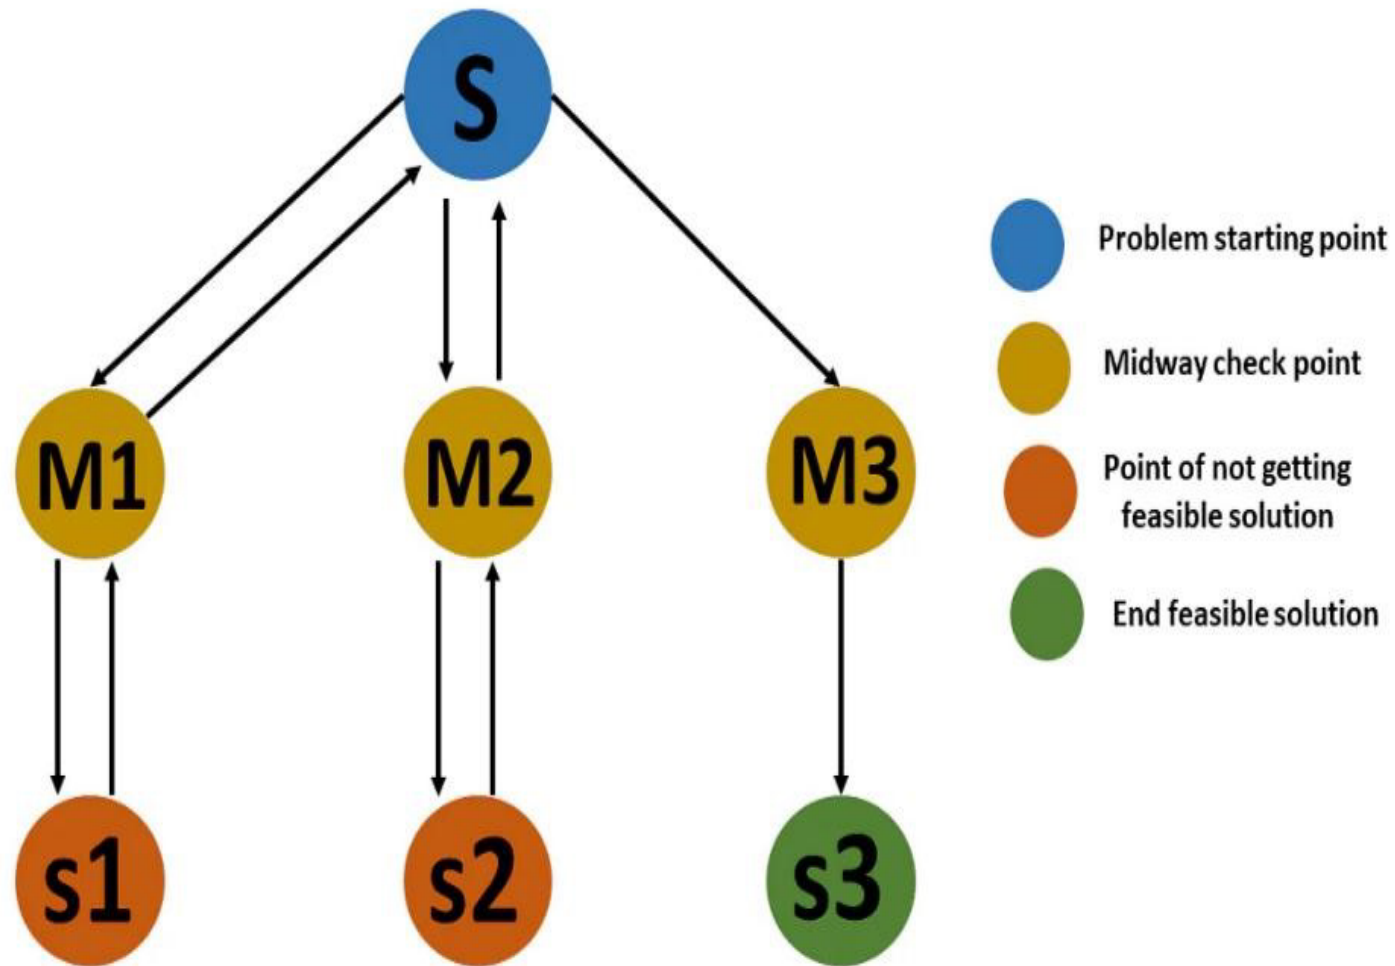 S
M1
M2
M3
s1
s2
s3
Problem starting point
Midway check point
Point of not getting
feasible solution
End feasible solution